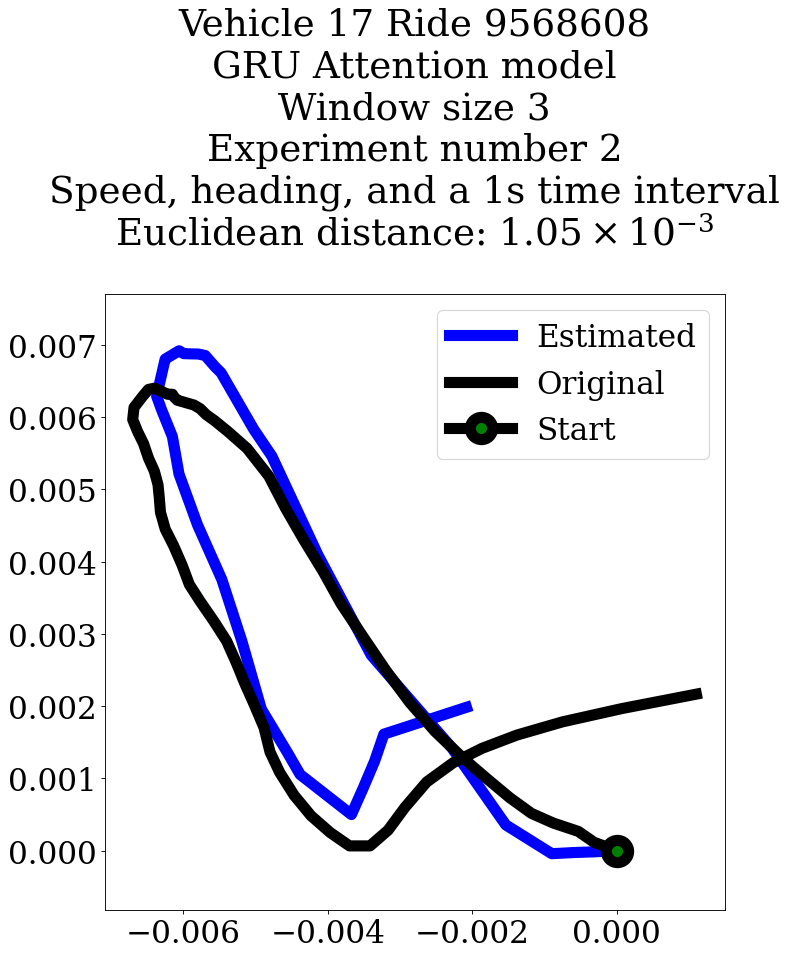 Vehicle 17 Ride 9568608
GRU Attention model
Window size 3
Experiment number 2
Speed, heading, and a 1s time interval
Euclidean distance: 1.05 × 10⁻³
Estimated
Original
Start
0.007
0.006
0.005
0.004
0.003
0.002
0.001
0.000
−0.006 −0.004 −0.002 0.000